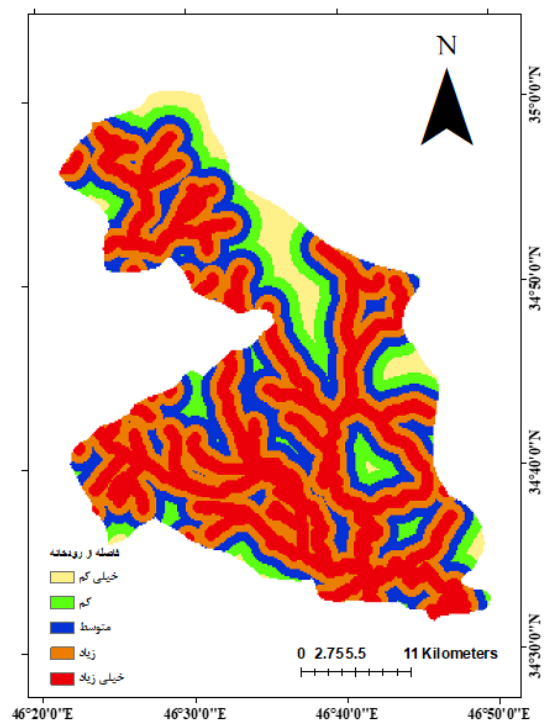 N
35°0'0"N
34°50'0"N
34°40'0"N
34°30'0"N
فاصله از رودخانه
خیلی کم
کم
متوسط
زیاد
خیلی زیاد
0 2.755.5 11 Kilometers
46°20'0"E 46°30'0"E 46°40'0"E 46°50'0"E